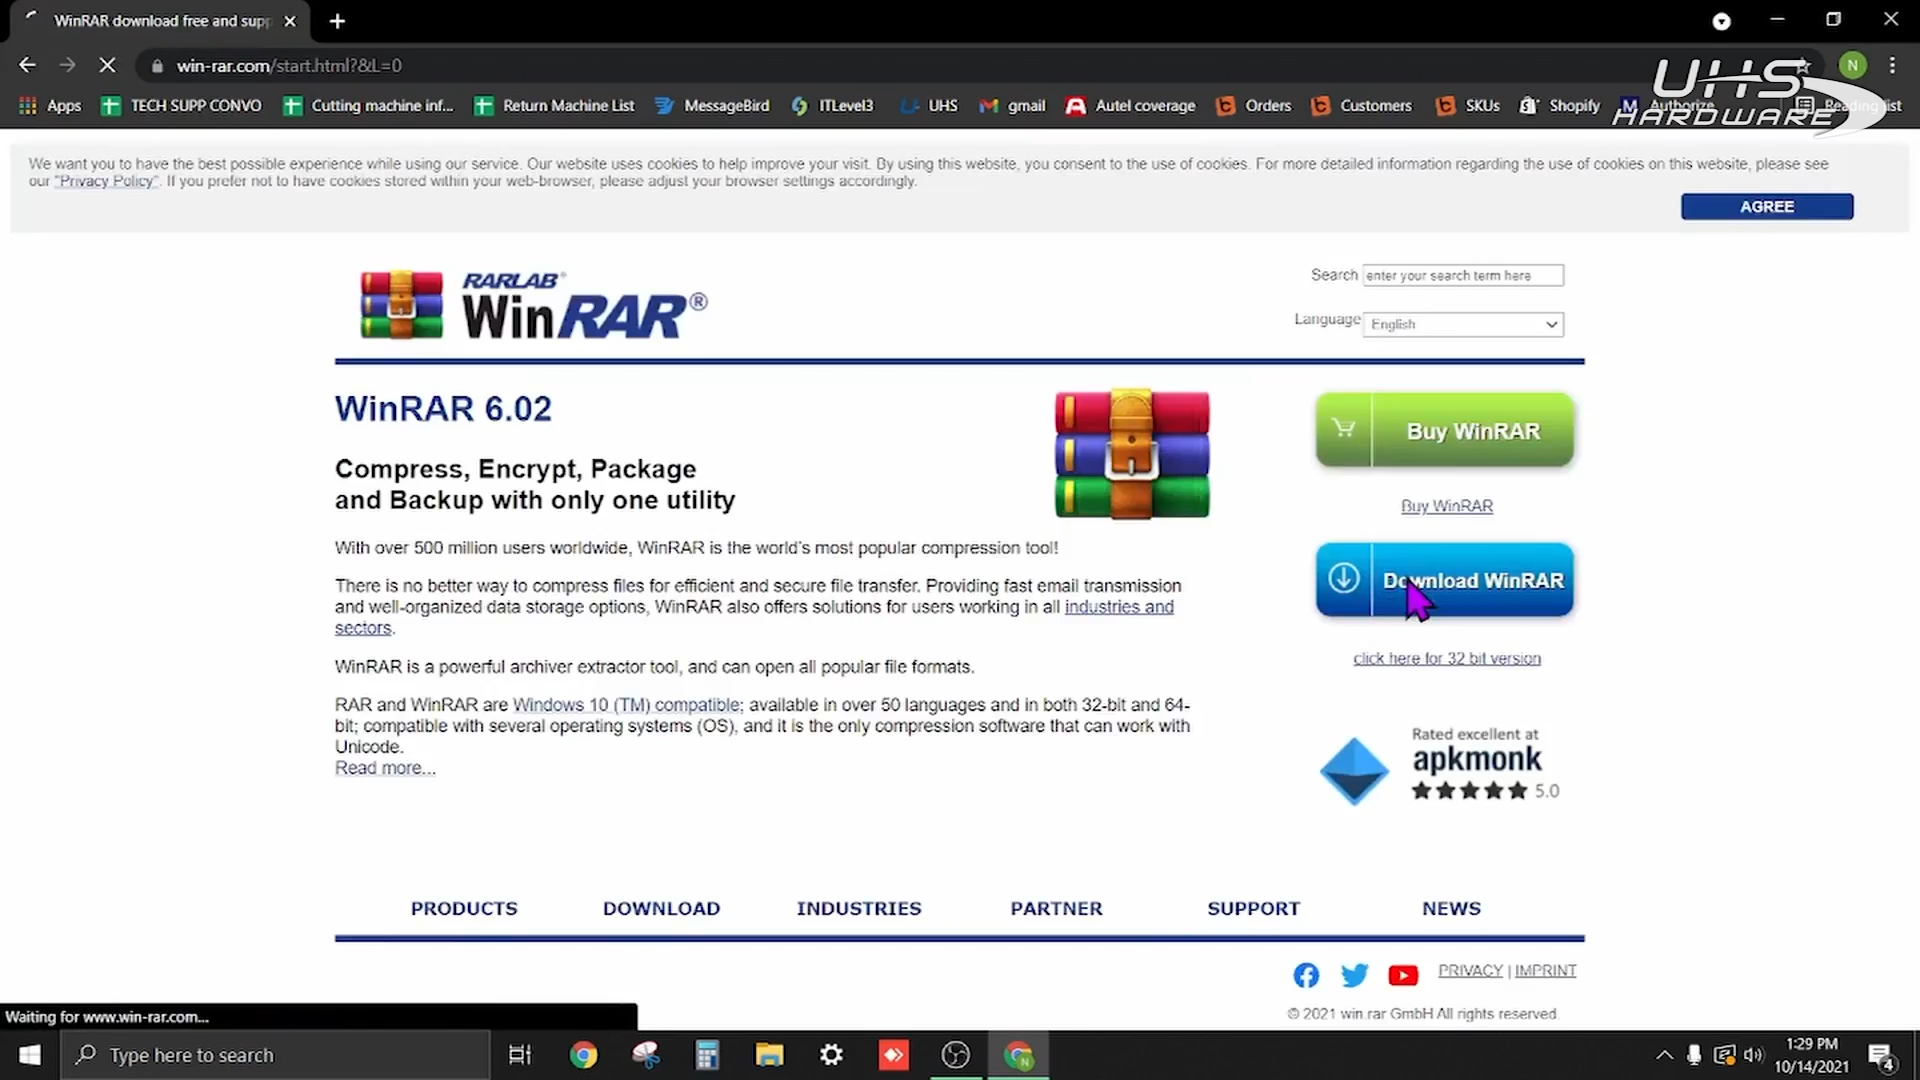 WinRAR download free and supp
win-rar.com/start.html?&L=0
N
Apps
TECH SUPP CONVO
Cutting machine inf...
Return Machine List
MessageBird
ITLevel3
UHS
gmail
Autel coverage
Orders
Customers
SKUs
Shopify
Authorize
Reading list
UHS
HARDWARE
We want you to have the best possible experience while using our service. Our website uses cookies to help improve your visit. By using this website, you consent to the use of cookies. For more detailed information regarding the use of cookies on this website, please see
our "Privacy Policy". If you prefer not to have cookies stored within your web-browser, please adjust your browser settings accordingly.
AGREE
RARLAB®
WinRAR®
Search enter your search term here
Language English
WinRAR 6.02
Compress, Encrypt, Package
and Backup with only one utility
With over 500 million users worldwide, WinRAR is the world's most popular compression tool!
There is no better way to compress files for efficient and secure file transfer. Providing fast email transmission
and well-organized data storage options, WinRAR also offers solutions for users working in all industries and
sectors.
WinRAR is a powerful archiver extractor tool, and can open all popular file formats.
RAR and WinRAR are Windows 10 (TM) compatible; available in over 50 languages and in both 32-bit and 64-
bit; compatible with several operating systems (OS), and it is the only compression software that can work with
Unicode.
Read more...
Buy WinRAR
Buy WinRAR
Download WinRAR
click here for 32 bit version
Rated excellent at
apkmonk
5.0
PRODUCTS
DOWNLOAD
INDUSTRIES
PARTNER
SUPPORT
NEWS
PRIVACY | IMPRINT
© 2021 win.rar GmbH All rights reserved.
Waiting for www.win-rar.com...
Type here to search
1:29 PM
10/14/2021
4